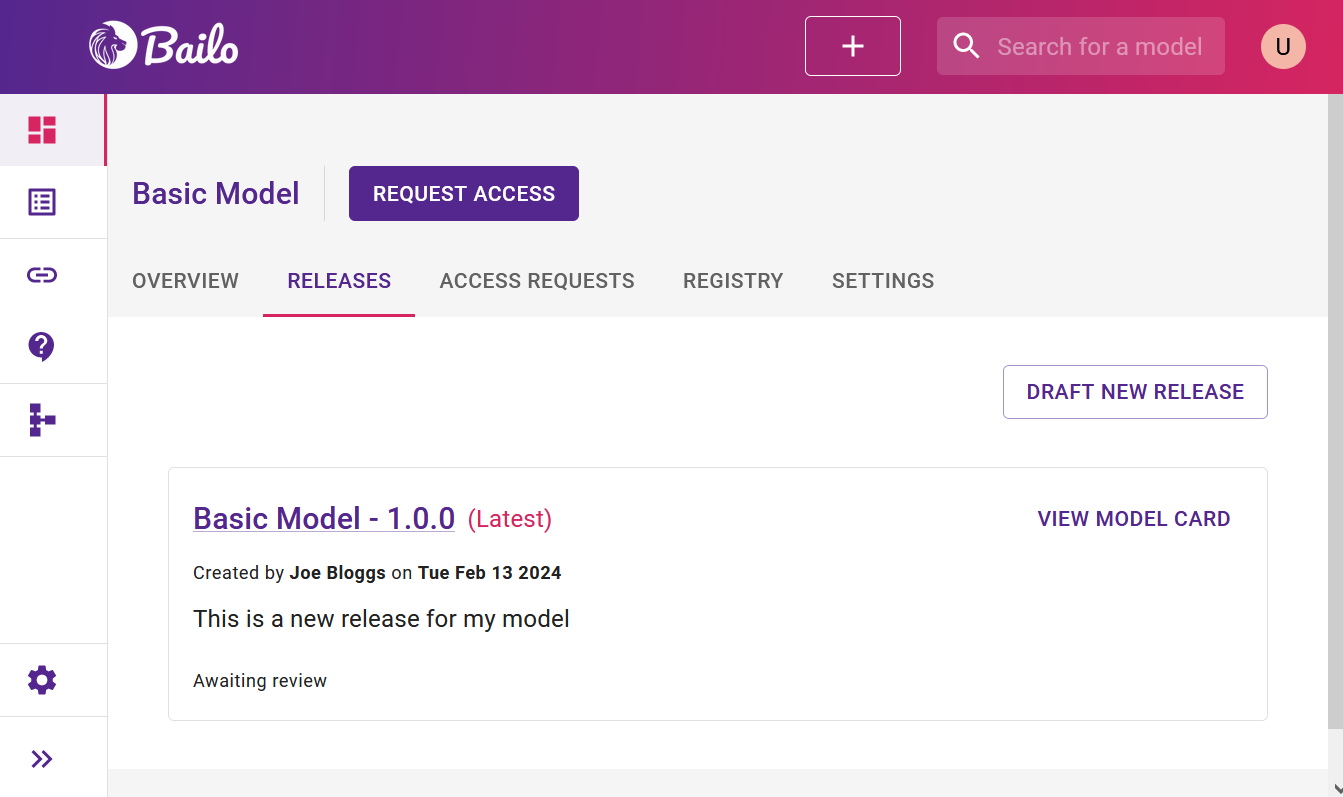 Bailo
+
Search for a model
U
Basic Model
REQUEST ACCESS
OVERVIEW RELEASES ACCESS REQUESTS REGISTRY SETTINGS
DRAFT NEW RELEASE
Basic Model - 1.0.0 (Latest)
VIEW MODEL CARD
Created by Joe Bloggs on Tue Feb 13 2024
This is a new release for my model
Awaiting review